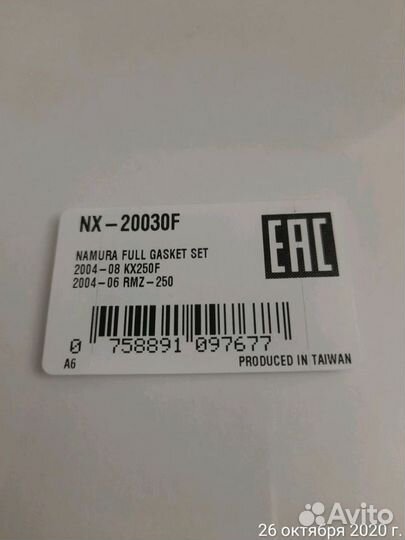 NX-20030F
EAC
NAMURA FULL GASKET SET
2004-08 KX250F
2004-06 RMZ-250
0 758891 097677
A6
PRODUCED IN TAIWAN
Avito
26 октября 2020 г.